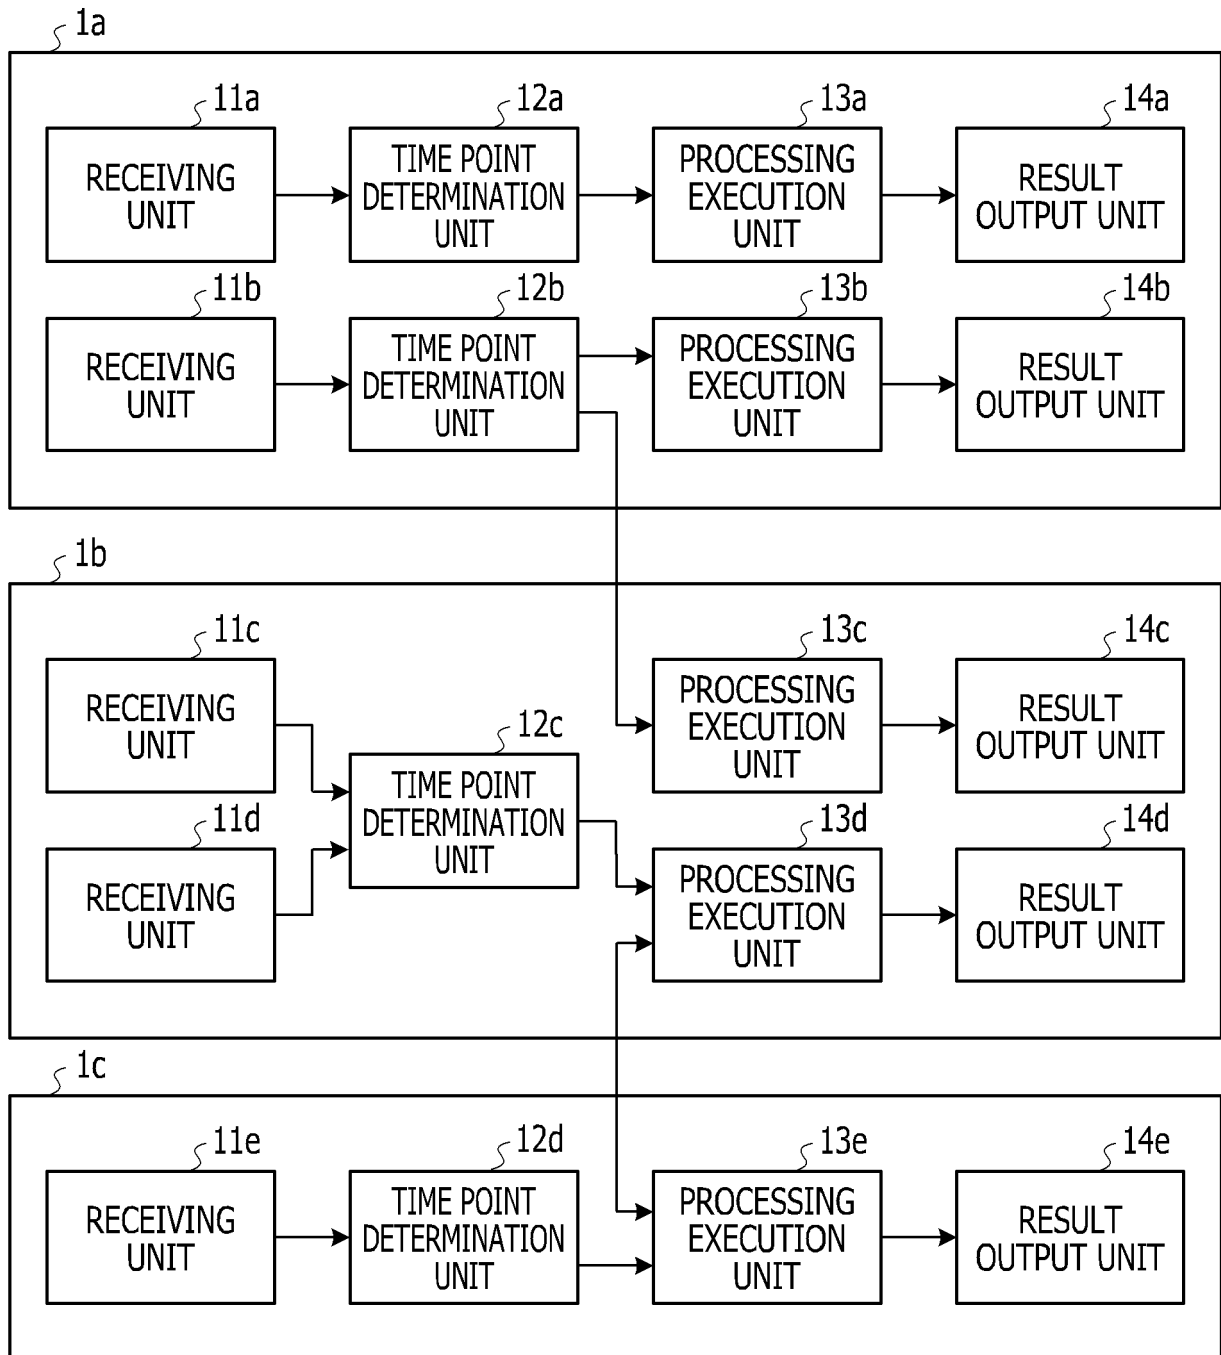 1a
11a
12a
13a
14a
RECEIVING
UNIT
TIME POINT
DETERMINATION
UNIT
PROCESSING
EXECUTION
UNIT
RESULT
OUTPUT UNIT
11b
12b
13b
14b
RECEIVING
UNIT
TIME POINT
DETERMINATION
UNIT
PROCESSING
EXECUTION
UNIT
RESULT
OUTPUT UNIT
1b
11c
13c
14c
RECEIVING
UNIT
PROCESSING
EXECUTION
UNIT
RESULT
OUTPUT UNIT
12c
TIME POINT
DETERMINATION
UNIT
11d
13d
14d
RECEIVING
UNIT
PROCESSING
EXECUTION
UNIT
RESULT
OUTPUT UNIT
1c
11e
12d
13e
14e
RECEIVING
UNIT
TIME POINT
DETERMINATION
UNIT
PROCESSING
EXECUTION
UNIT
RESULT
OUTPUT UNIT